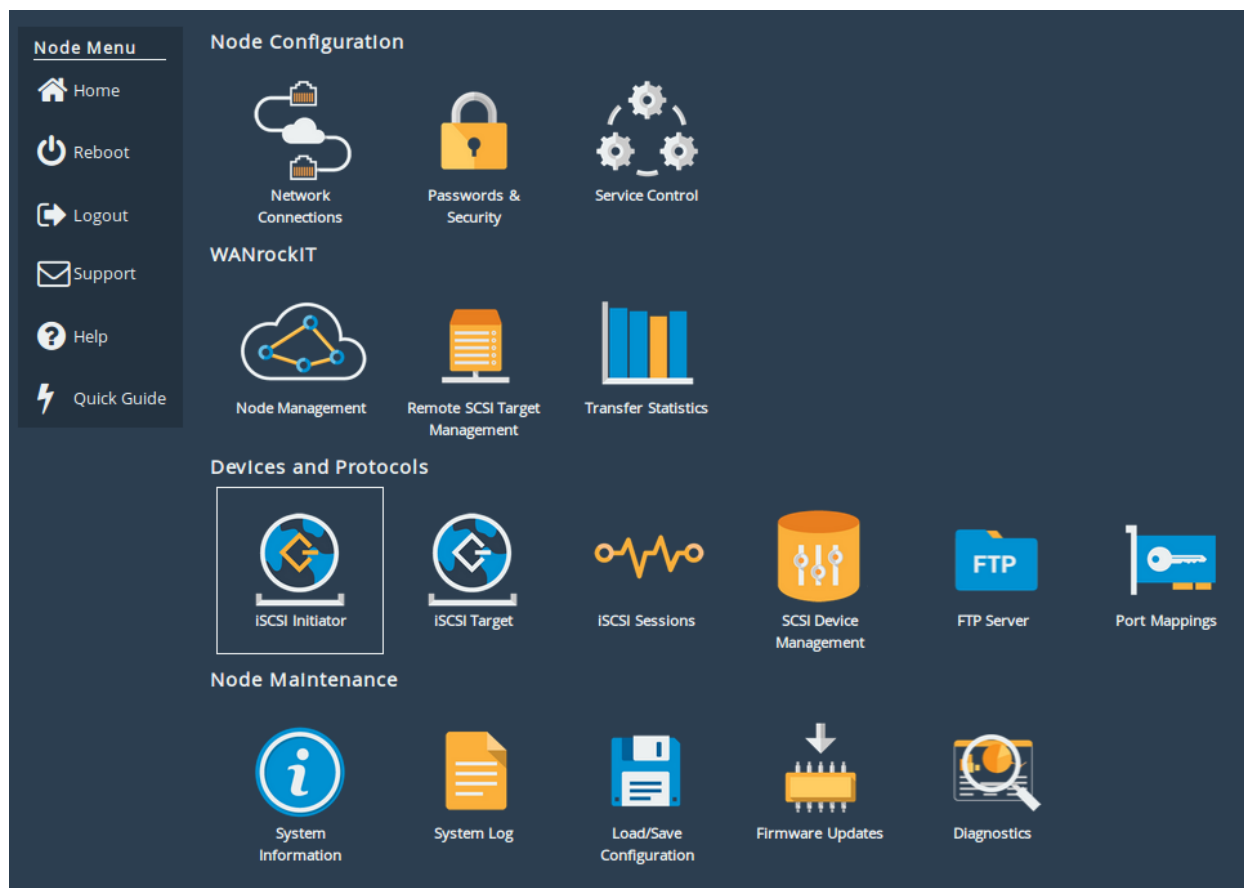 Node Menu
Home
Reboot
Logout
Support
Help
Quick Guide
Node Configuration
Network
Connections
Passwords &
Security
Service Control
WANrockIT
Node Management
Remote SCSI Target
Management
Transfer Statistics
Devices and Protocols
iSCSI Initiator
iSCSI Target
iSCSI Sessions
SCSI Device
Management
FTP
FTP Server
Port Mappings
Node Maintenance
System
Information
System Log
Load/Save
Configuration
Firmware Updates
Diagnostics